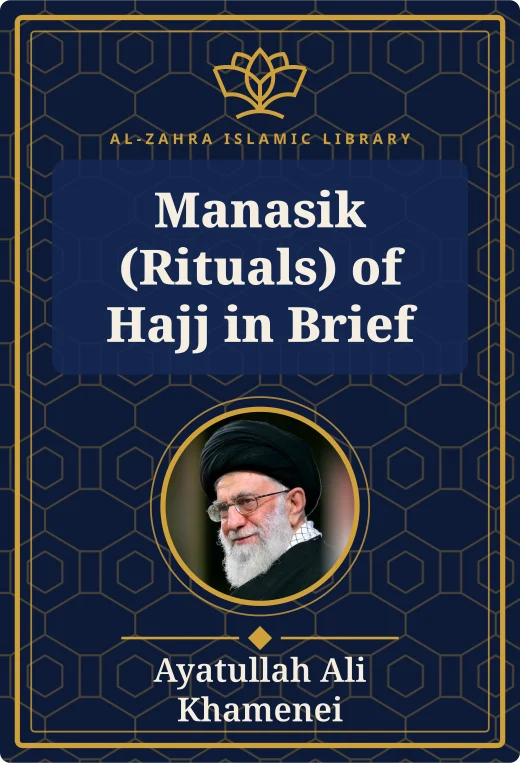 AL-ZAHRA ISLAMIC LIBRARY
Manasik
(Rituals) of
Hajj in Brief
Ayatullah Ali
Khamenei